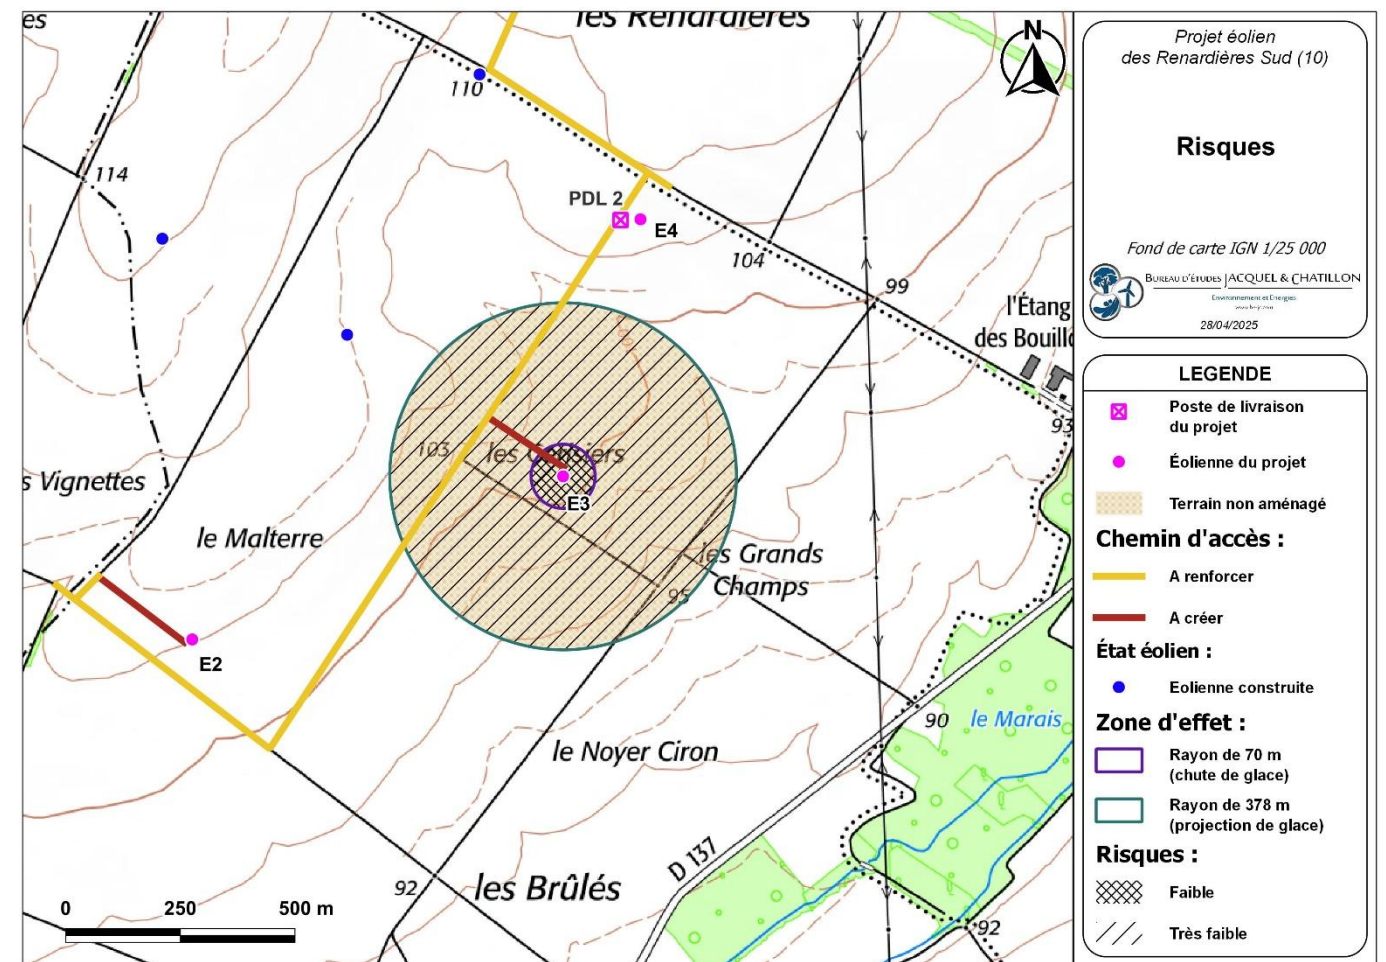 es
les Renardières
110
114
PDL 2
E4
104
99
l'Étang
des Bouill
93
103
les
iers
E3
s Vignettes
le Malterre
les Grands
Champs
95
E2
90
le Marais
le Noyer Ciron
D 137
92
les Brûlés
92
0 250 500 m
N
Projet éolien
des Renardières Sud (10)
Risques
Fond de carte IGN 1/25 000
BUREAU D'ÉTUDES JACQUEL & CHATILLON
Environnement et Energies
28/04/2025
LEGENDE
Poste de livraison
du projet
Éolienne du projet
Terrain non aménagé
Chemin d'accès :
A renforcer
A créer
État éolien :
Eolienne construite
Zone d'effet :
Rayon de 70 m
(chute de glace)
Rayon de 378 m
(projection de glace)
Risques :
Faible
Très faible